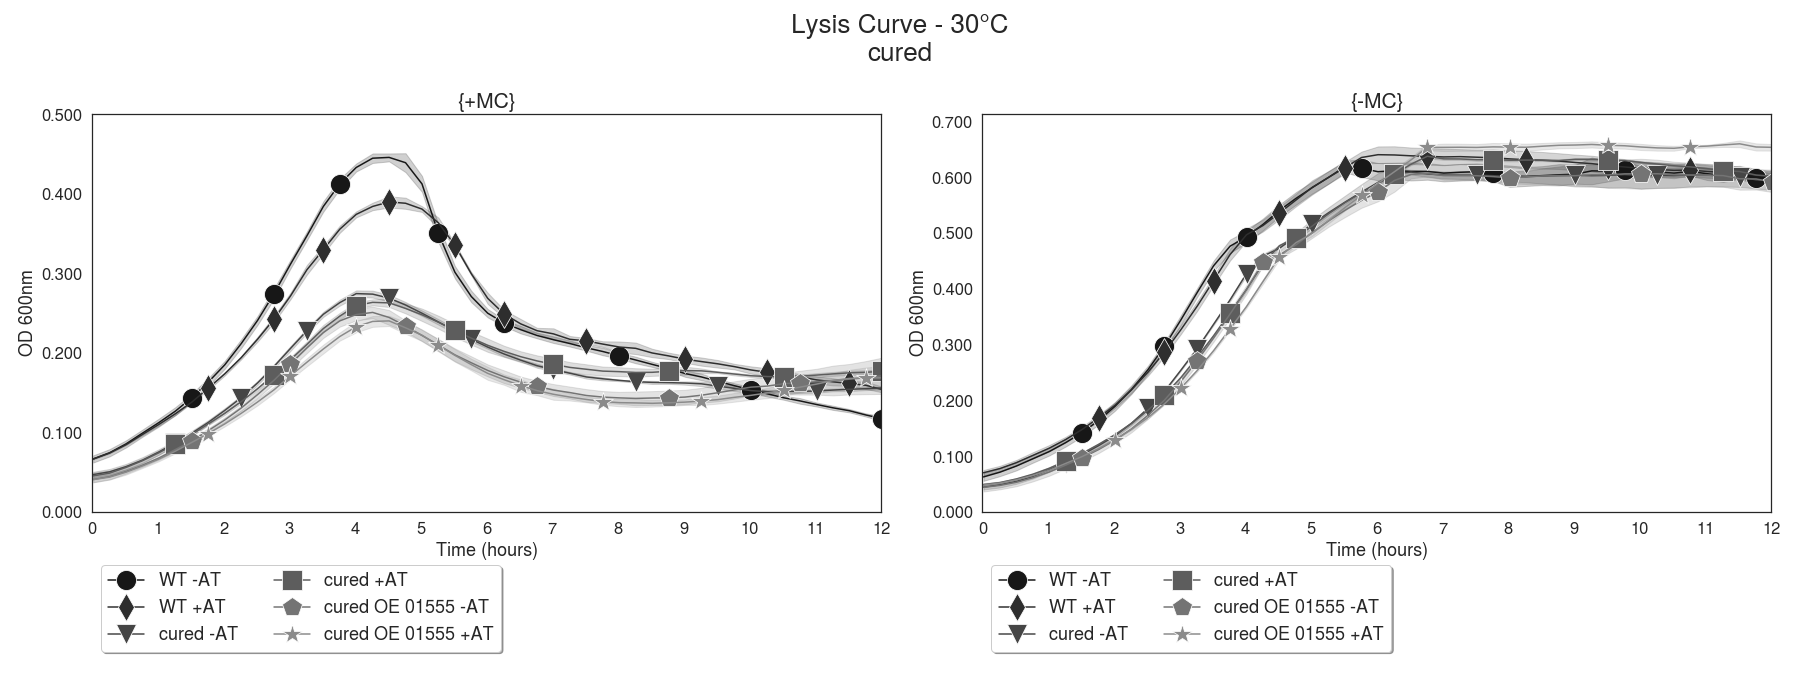 Lysis Curve - 30°C
cured
{+MC}
0.500
0.400
0.300
0.200
0.100
0.000
OD 600nm
0 1 2 3 4 5 6 7 8 9 10 11 12
Time (hours)
WT -AT
WT +AT
cured -AT
cured +AT
cured OE 01555 -AT
cured OE 01555 +AT
{-MC}
0.700
0.600
0.500
0.400
0.300
0.200
0.100
0.000
OD 600nm
0 1 2 3 4 5 6 7 8 9 10 11 12
Time (hours)
WT -AT
WT +AT
cured -AT
cured +AT
cured OE 01555 -AT
cured OE 01555 +AT